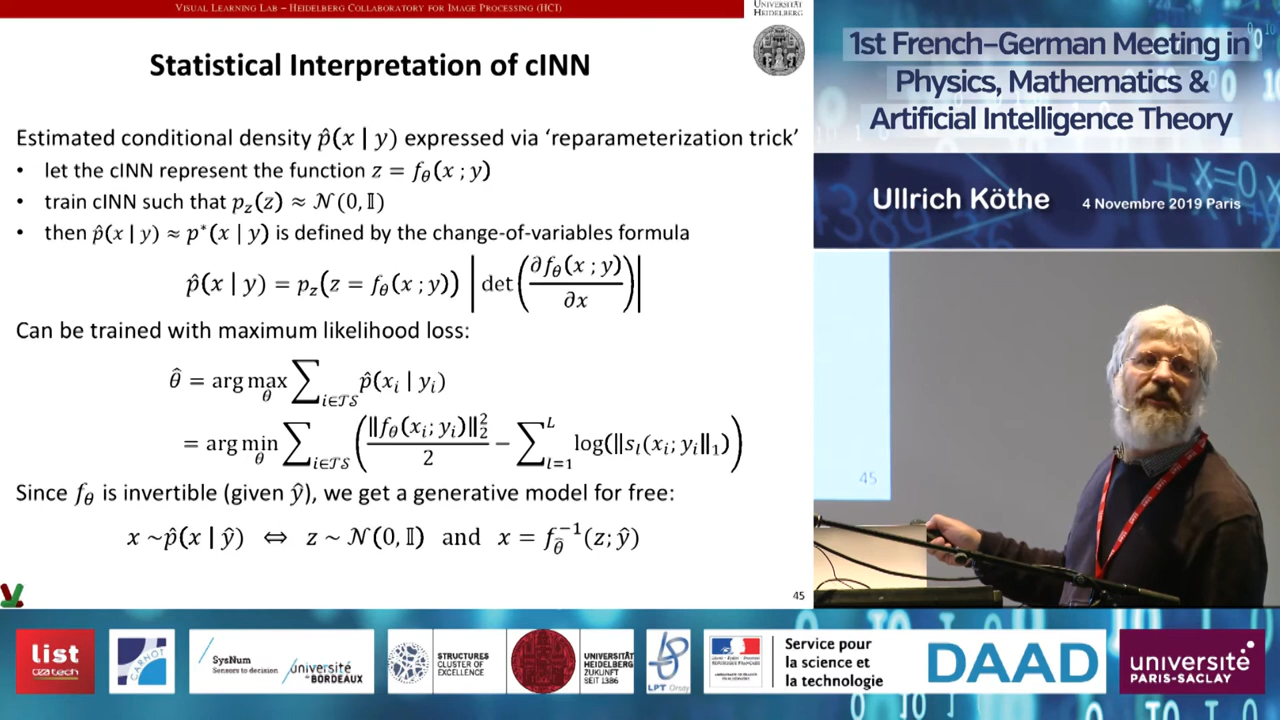 VISUAL LEARNING LAB – HEIDELBERG COLLABORATORY FOR IMAGE PROCESSING (HCI)
UNIVERSITÄT
HEIDELBERG
Statistical Interpretation of cINN
Estimated conditional density p̂(x | y) expressed via ‘reparameterization trick’
• let the cINN represent the function z = f_θ(x ; y)
• train cINN such that p_z(z) ≈ 𝒩(0, 𝕀)
• then p̂(x | y) ≈ p*(x | y) is defined by the change-of-variables formula
p̂(x | y) = p_z(z = f_θ(x ; y)) |det(∂f_θ(x ; y)/∂x)|
Can be trained with maximum likelihood loss:
θ̂ = arg max_θ ∑_{i∈𝒯𝒮} p̂(x_i | y_i)
= arg min_θ ∑_{i∈𝒯𝒮} (‖f_θ(x_i; y_i)‖₂²/2 − ∑_{l=1}^{L} log(‖s_l(x_i; y_i‖₁))
Since f_θ is invertible (given ŷ), we get a generative model for free:
x ~p̂(x | ŷ) ⇔ z ~ 𝒩(0, 𝕀) and x = f_θ̂^{−1}(z; ŷ)
45
1st French–German Meeting in
Physics, Mathematics &
Artificial Intelligence Theory
Ullrich Köthe 4 Novembre 2019 Paris
45
list
ceatech
CARNOT
SysNum
Sensors to decision
université
de BORDEAUX
STRUCTURES
CLUSTER OF
EXCELLENCE
UNIVERSITÄT
HEIDELBERG
ZUKUNFT
SEIT 1386
LPT Orsay
Service pour
la science et
la technologie
DAAD
université
PARIS-SACLAY